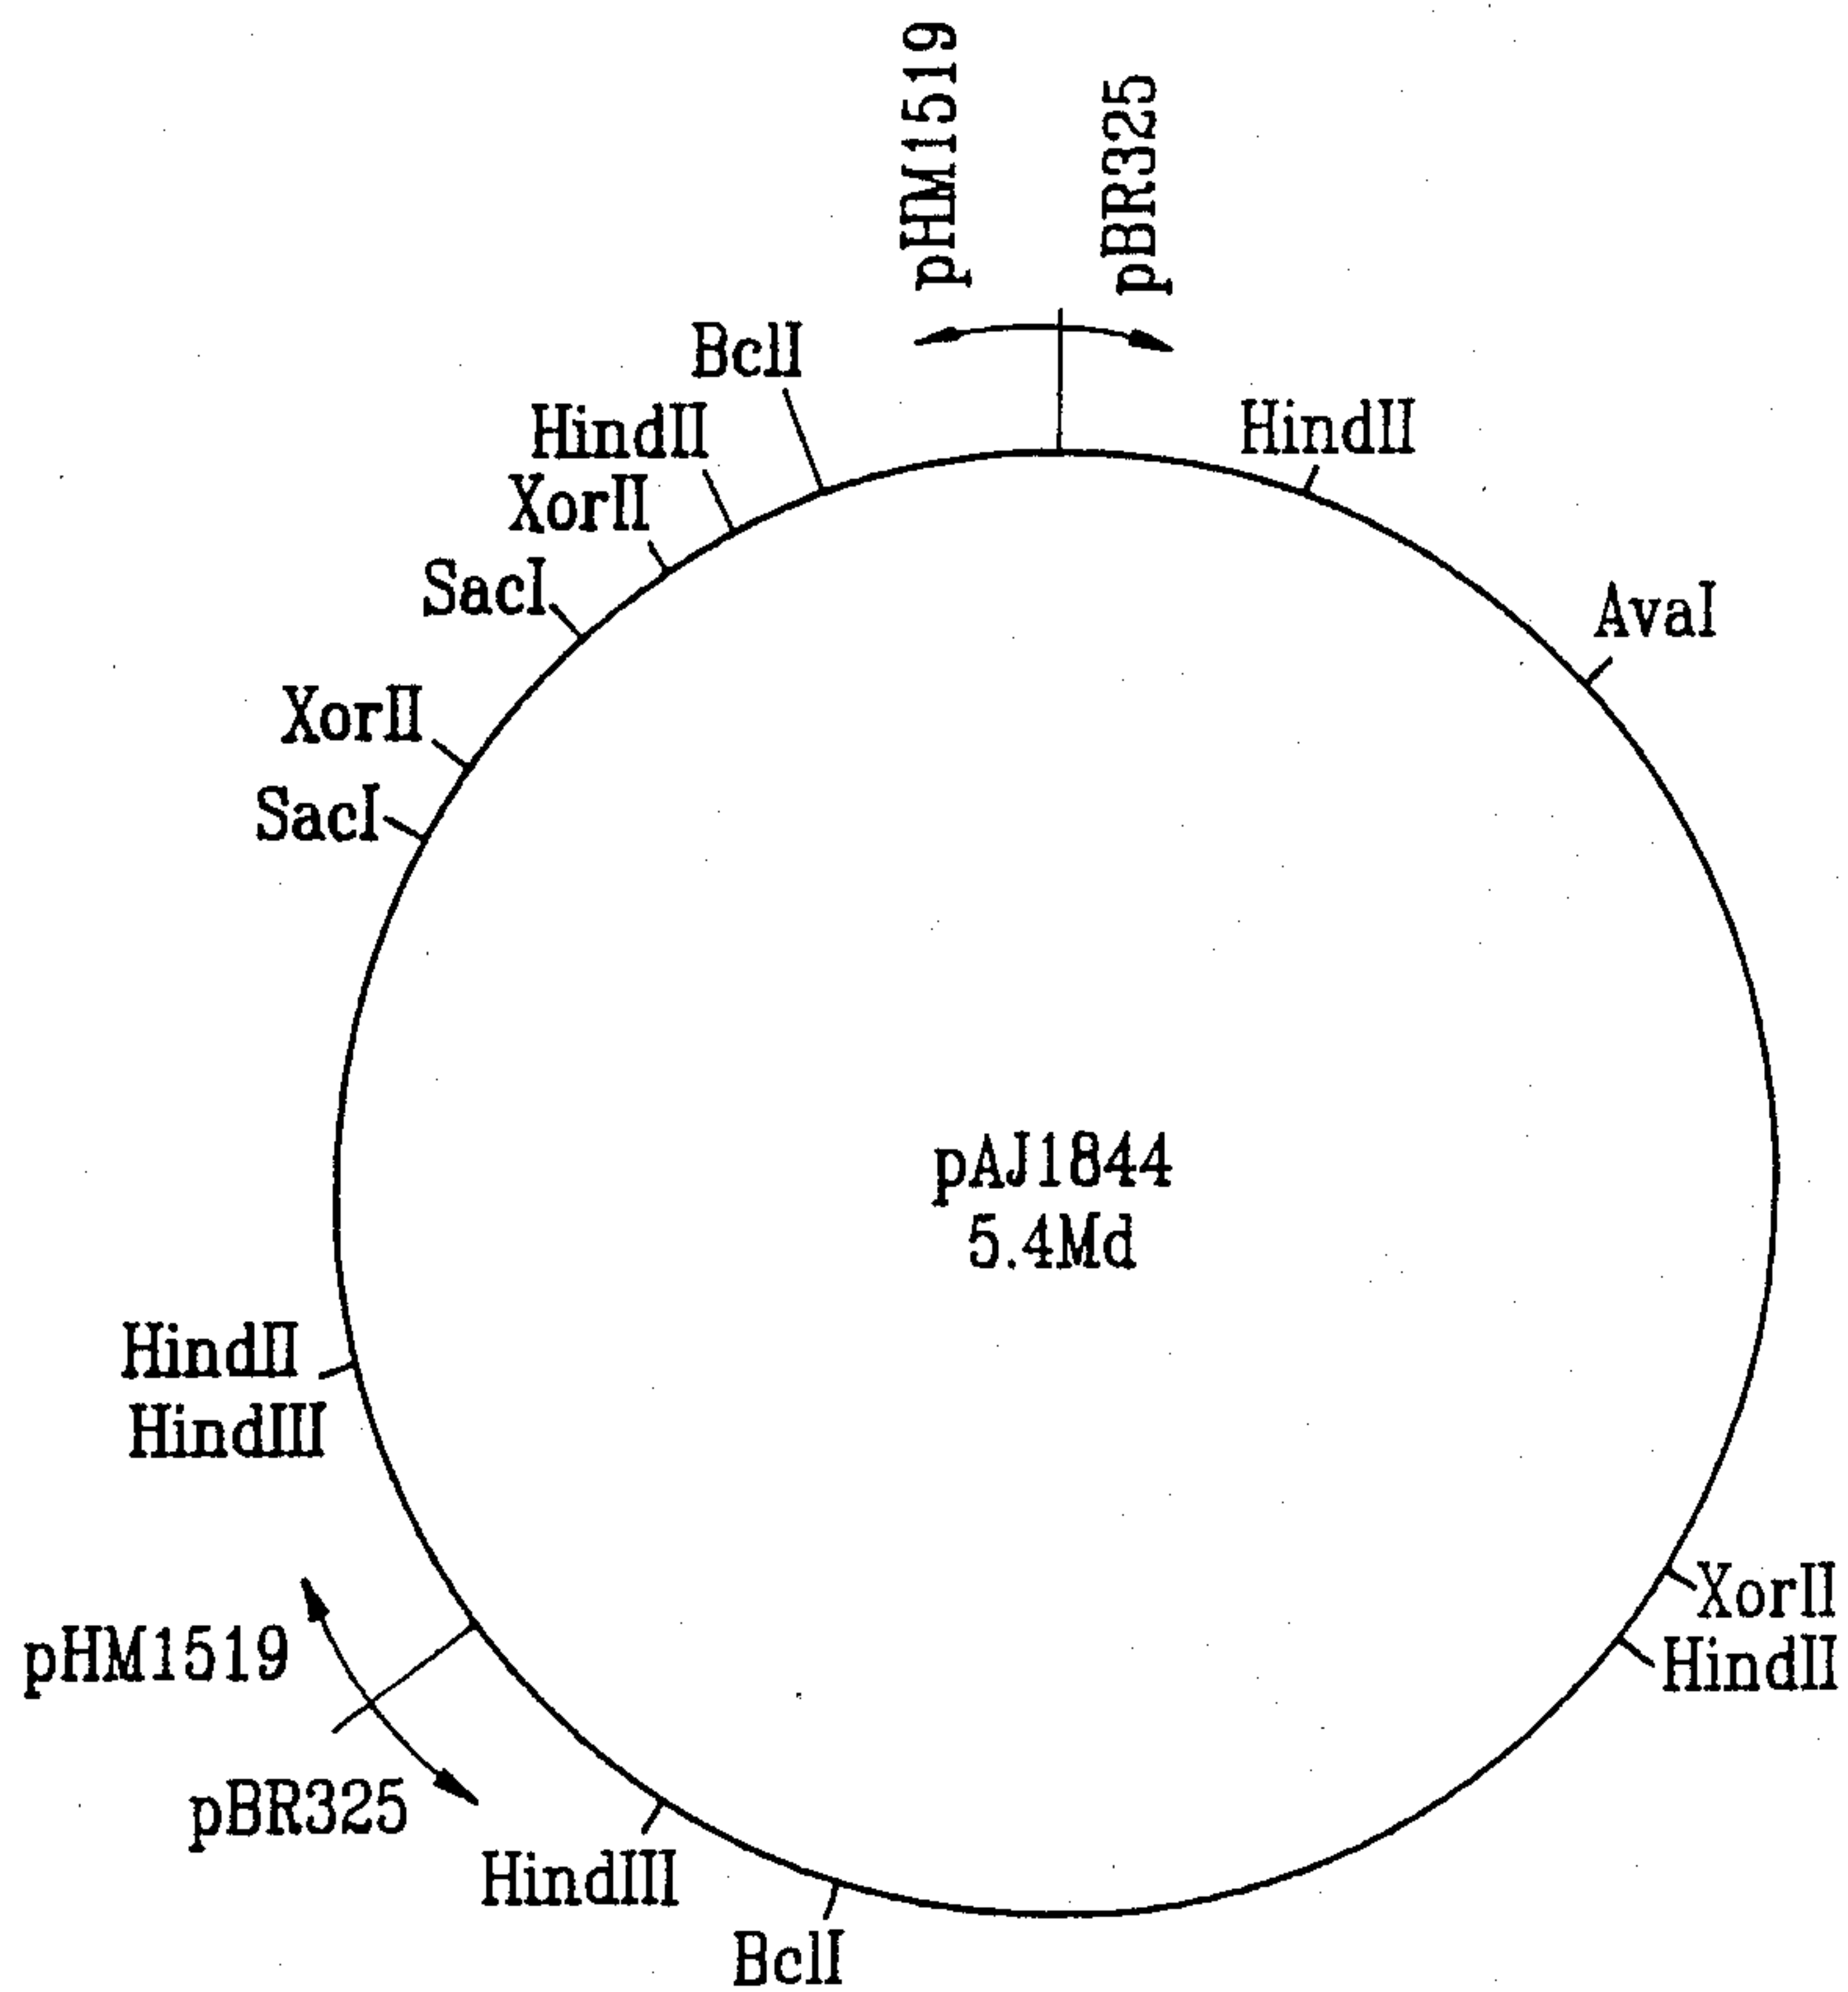 pHM1519
pBR325
BclI
HindII
HindII
XorII
SacI
AvaI
XorII
SacI
pAJ1844
5.4Md
HindII
HindIII
XorII
pHM1519
HindII
pBR325
HindIII
BclI